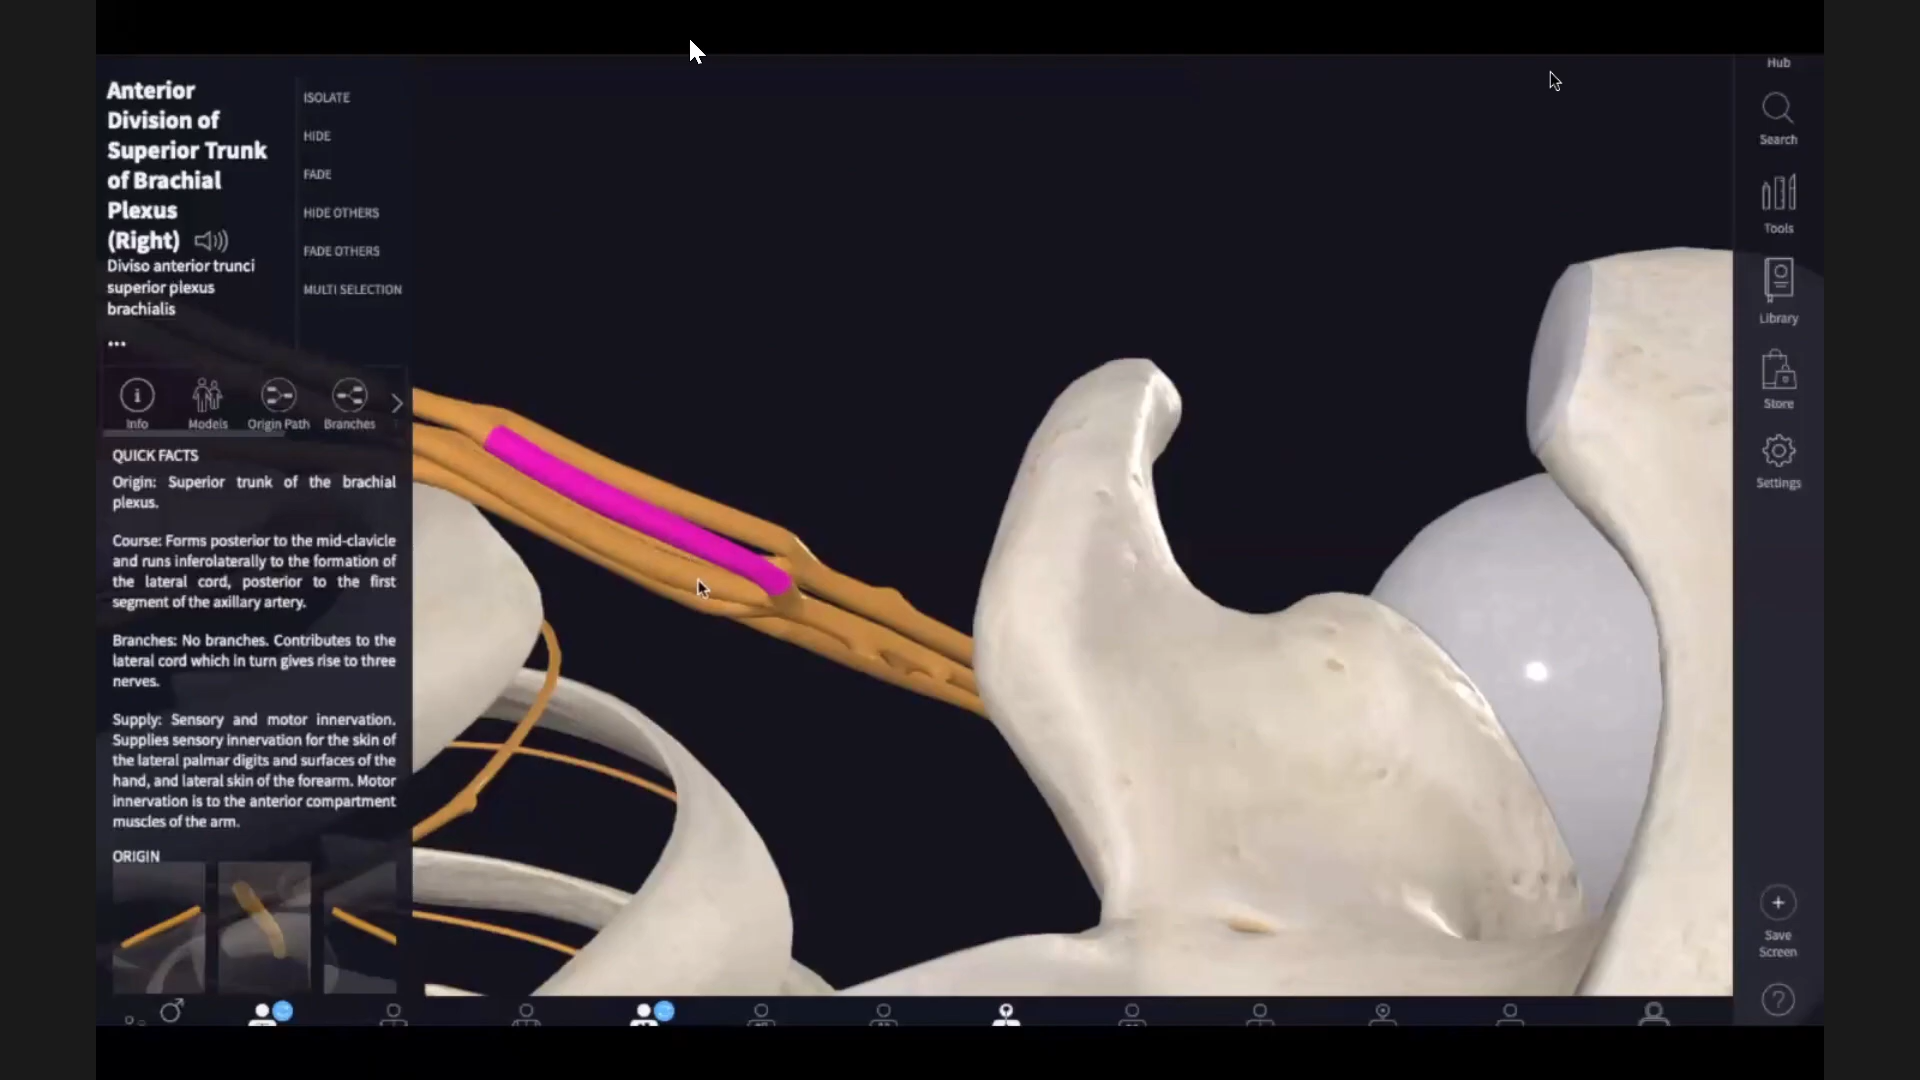 Anterior
Division of
Superior Trunk
of Brachial
Plexus
(Right)
Diviso anterior trunci
superior plexus
brachialis
...
ISOLATE
HIDE
FADE
HIDE OTHERS
FADE OTHERS
MULTI SELECTION
Info
Models
Origin Path
Branches
QUICK FACTS
Origin: Superior trunk of the brachial
plexus.
Course: Forms posterior to the mid-clavicle
and runs inferolaterally to the formation of
the lateral cord, posterior to the first
segment of the axillary artery.
Branches: No branches. Contributes to the
lateral cord which in turn gives rise to three
nerves.
Supply: Sensory and motor innervation.
Supplies sensory innervation for the skin of
the lateral palmar digits and surfaces of the
hand, and lateral skin of the forearm. Motor
innervation is to the anterior compartment
muscles of the arm.
ORIGIN
Hub
Search
Tools
Library
Store
Settings
Save
Screen